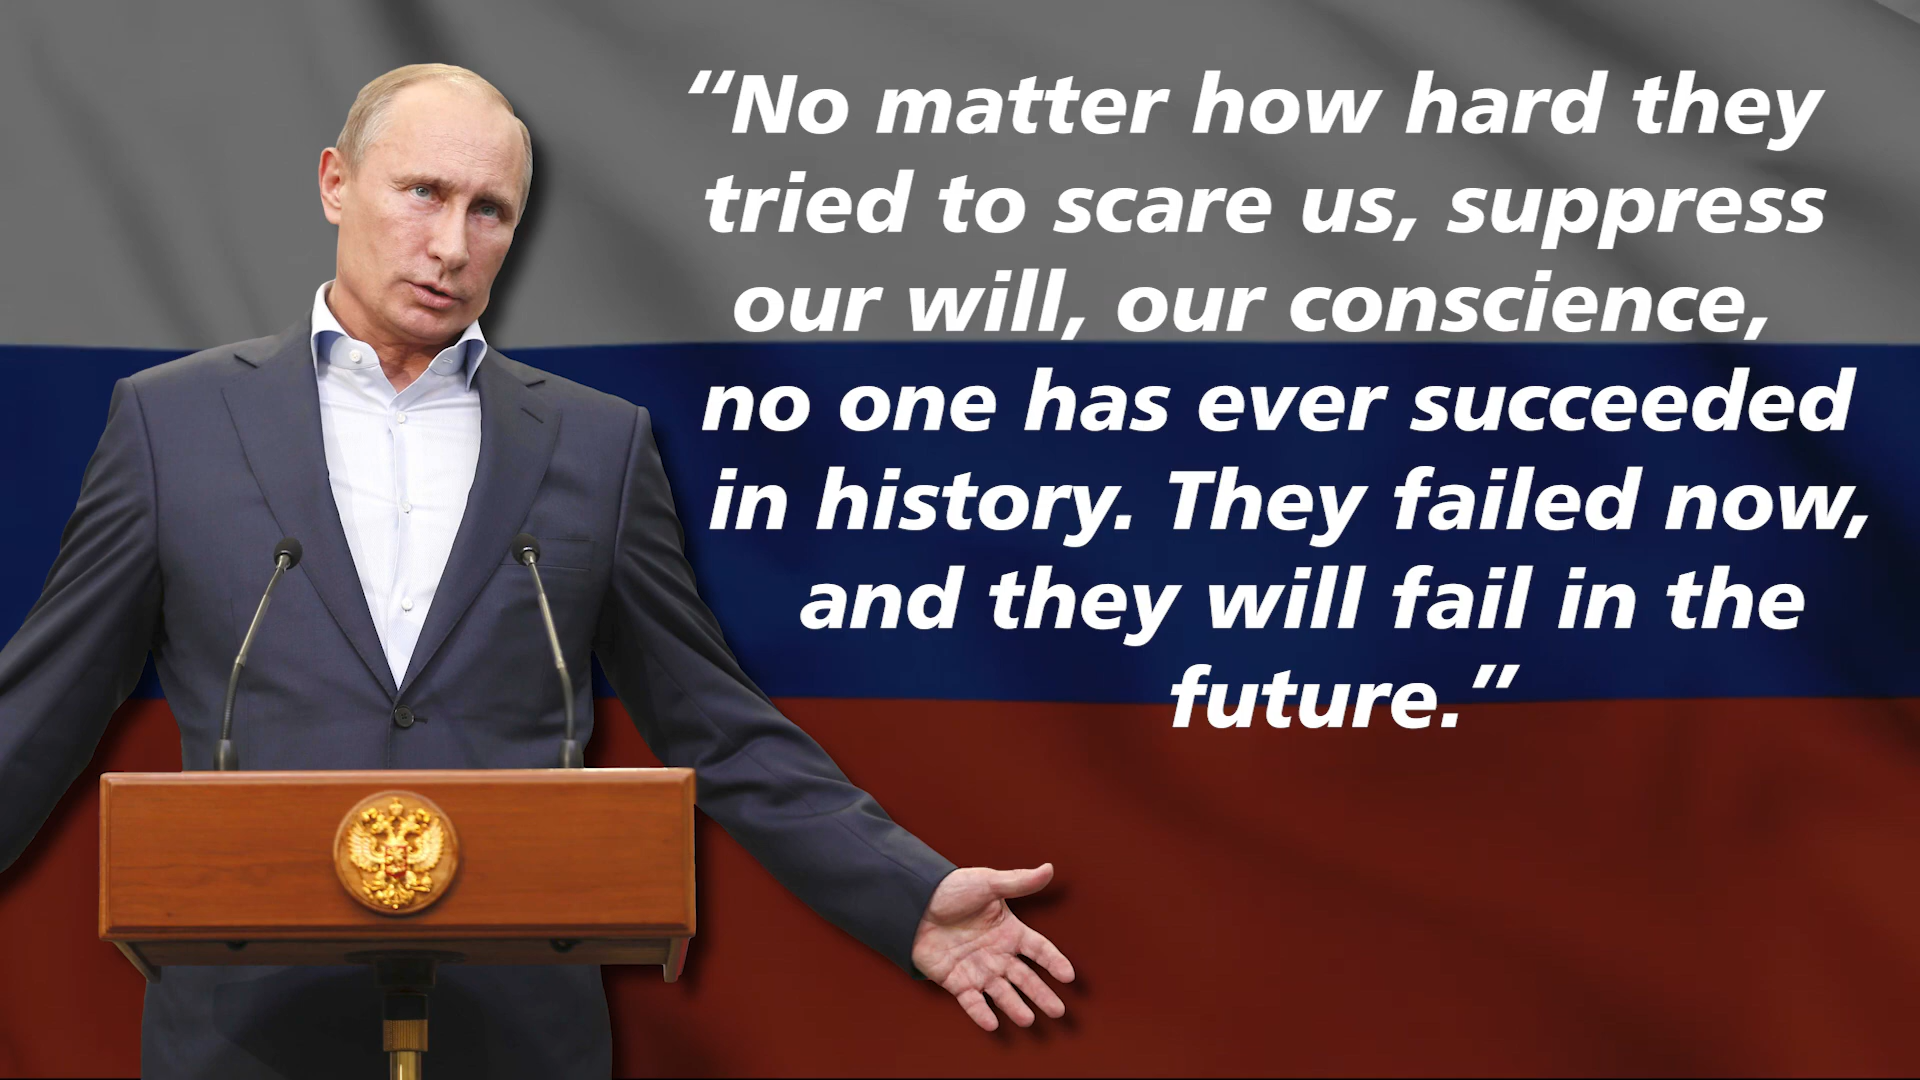 “No matter how hard they
tried to scare us, suppress
our will, our conscience,
no one has ever succeeded
in history. They failed now,
and they will fail in the
future.”